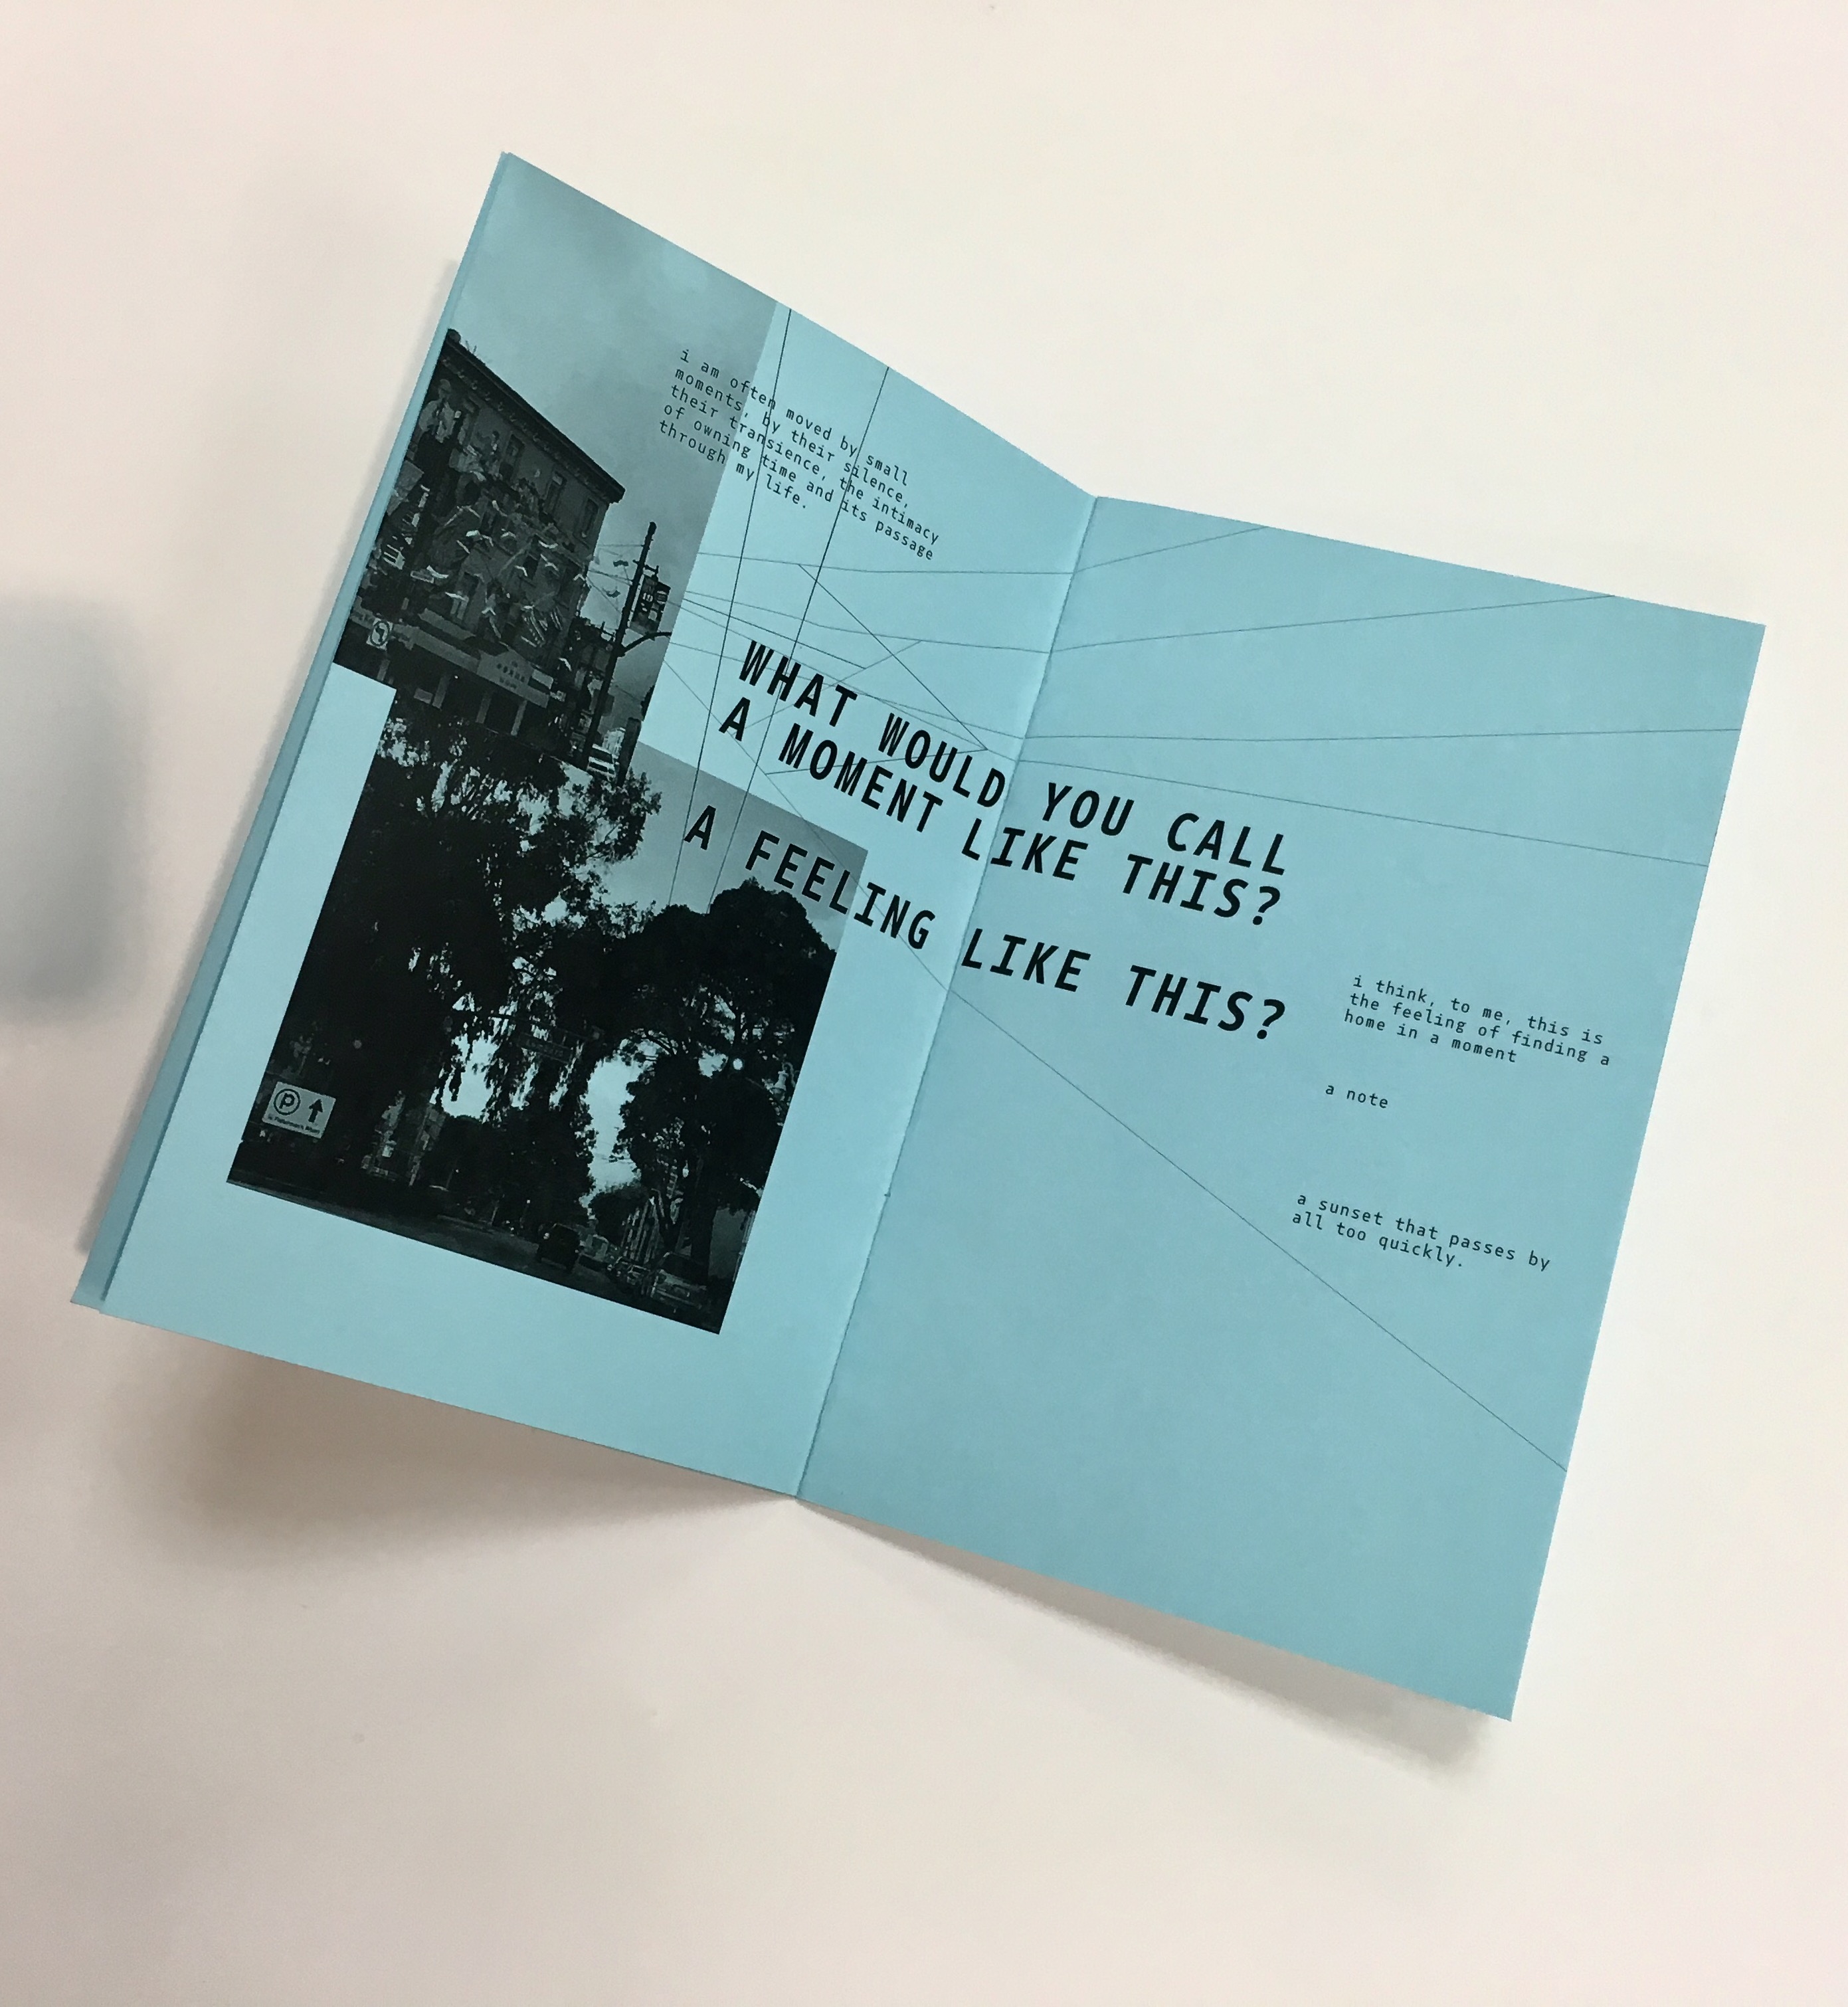 i am often moved by small
moments, by their silence,
their transience, the intimacy
of owning time and its passage
through my life.
WHAT WOULD YOU CALL
A MOMENT LIKE THIS?
A FEELING LIKE THIS?
i think, to me, this is
the feeling of finding a
home in a moment
a note
a sunset that passes by
all too quickly.
P